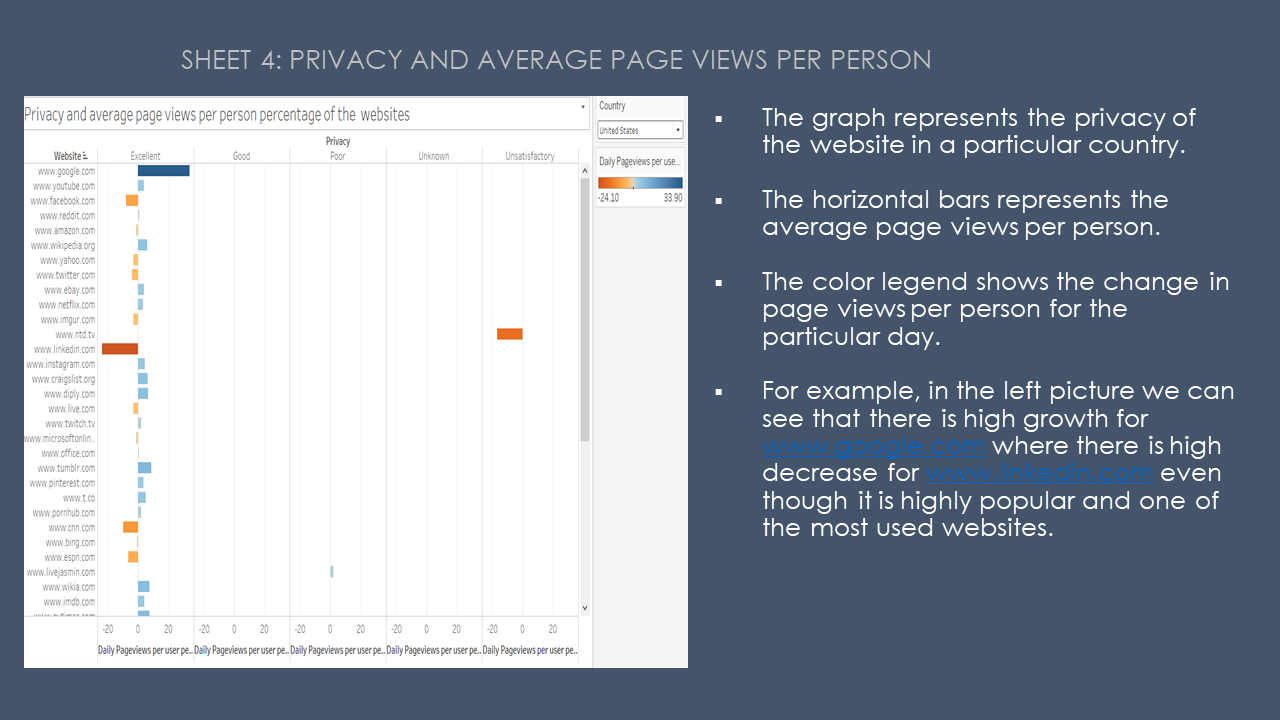 SHEET 4: PRIVACY AND AVERAGE PAGE VIEWS PER PERSON
Privacy and average page views per person percentage of the websites
Privacy
Website Excellent Good Poor Unknown Unsatisfactory
www.google.com
www.youtube.com
www.facebook.com
www.reddit.com
www.amazon.com
www.wikipedia.org
www.yahoo.com
www.twitter.com
www.ebay.com
www.netflix.com
www.imgur.com
www.ntd.tv
www.linkedin.com
www.instagram.com
www.craigslist.org
www.diply.com
www.live.com
www.twitch.tv
www.microsoftonlin..
www.office.com
www.tumblr.com
www.pinterest.com
www.t.co
www.pornhub.com
www.cnn.com
www.bing.com
www.espn.com
www.livejasmin.com
www.wikia.com
www.imdb.com
-20 0 20 -20 0 20 -20 0 20 -20 0 20 -20 0 20
Daily Pageviews per user pe.. Daily Pageviews per user pe.. Daily Pageviews per user pe.. Daily Pageviews per user pe.. Daily Pageviews per user pe..
Country
United States
Daily Pageviews per use...
-24.10 33.90
▪ The graph represents the privacy of
the website in a particular country.
▪ The horizontal bars represents the
average page views per person.
▪ The color legend shows the change in
page views per person for the
particular day.
▪ For example, in the left picture we can
see that there is high growth for
www.google.com where there is high
decrease for www.linkedin.com even
though it is highly popular and one of
the most used websites.